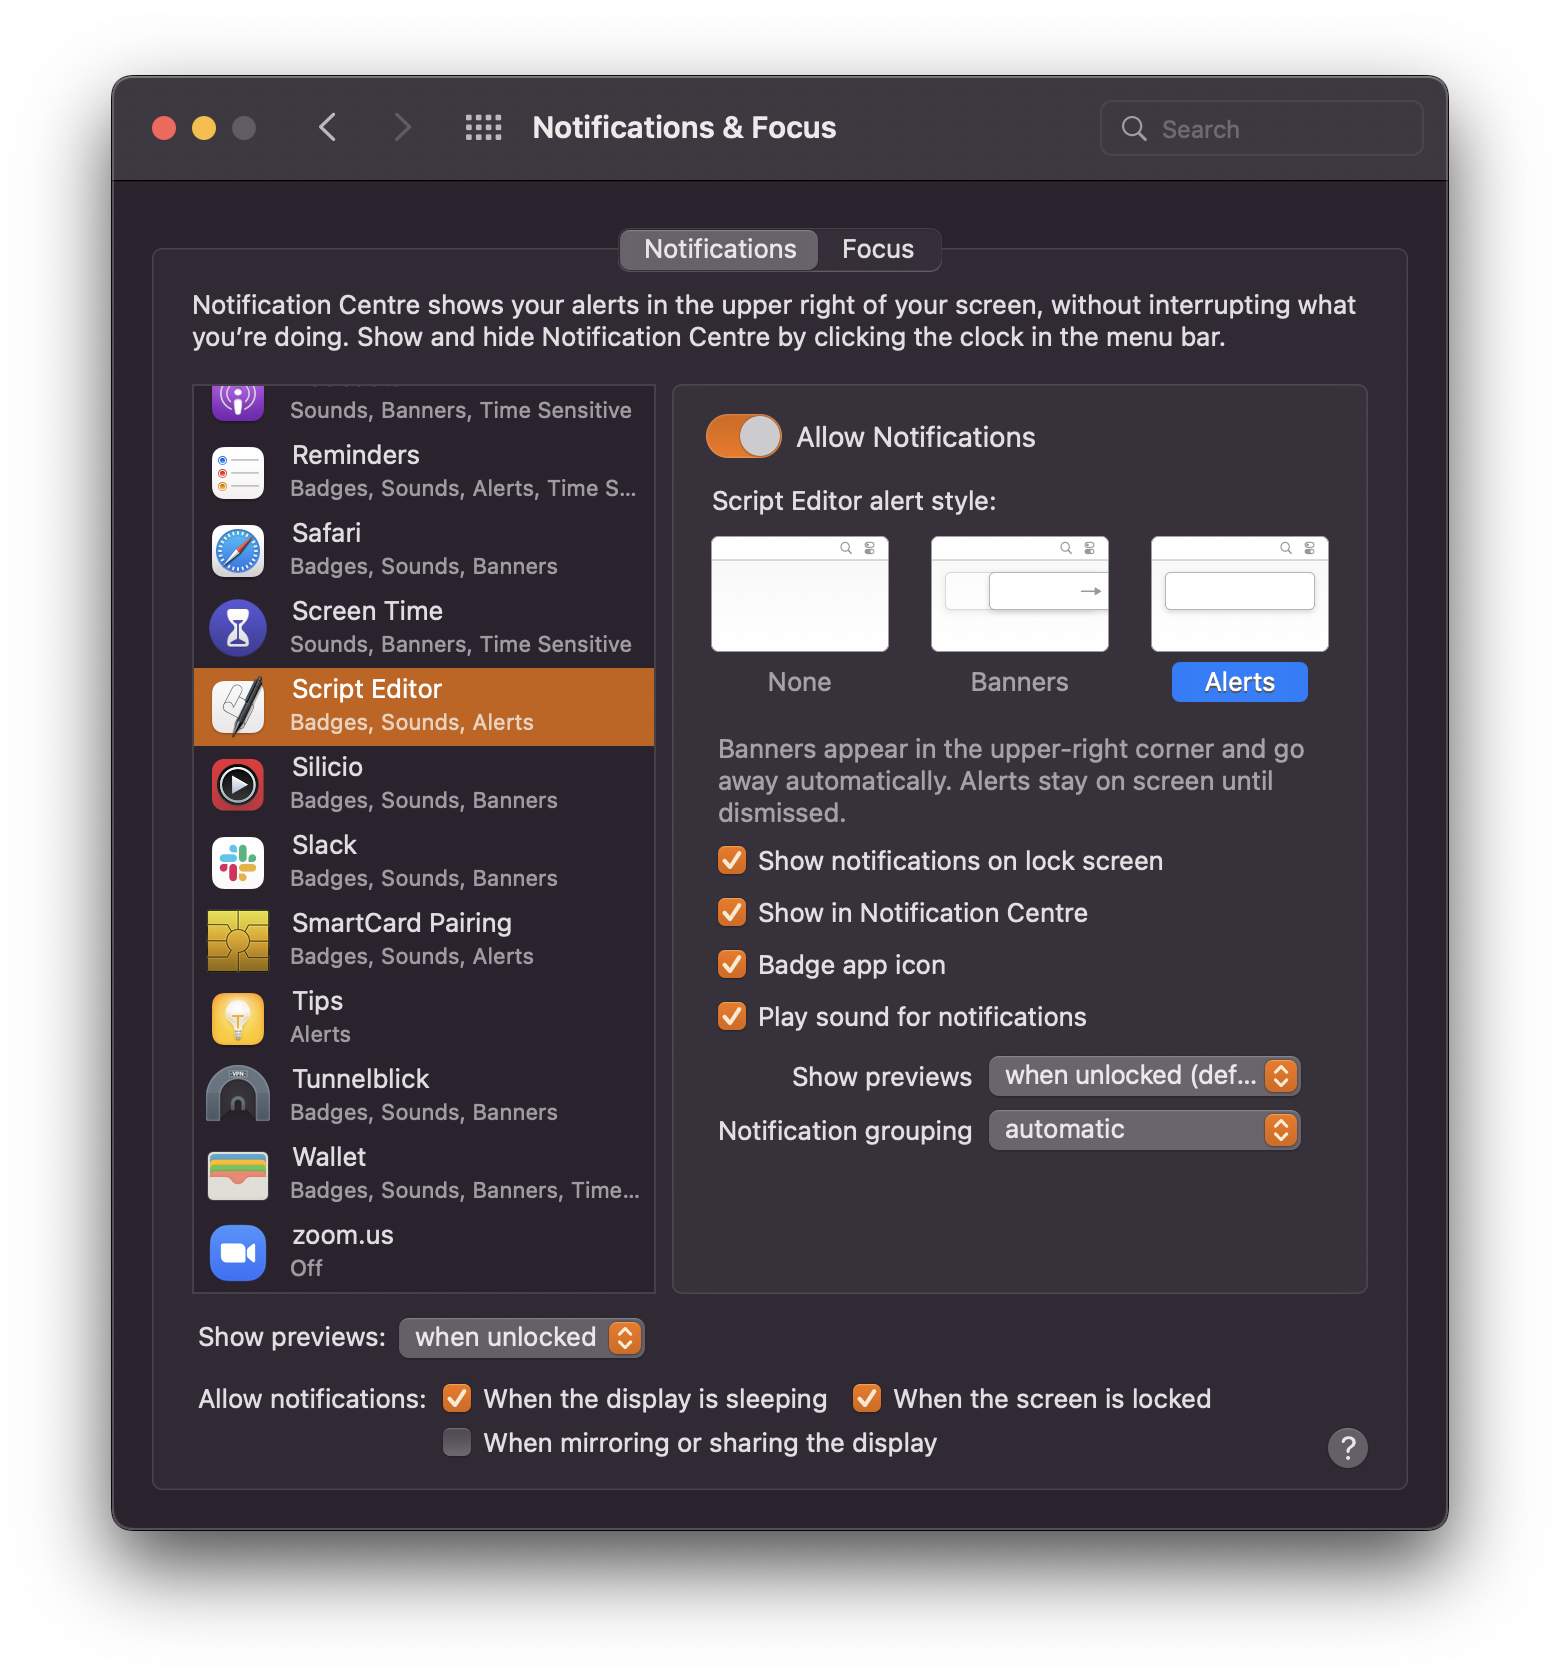 Notifications & Focus
Search
Notifications
Focus
Notification Centre shows your alerts in the upper right of your screen, without interrupting what
you’re doing. Show and hide Notification Centre by clicking the clock in the menu bar.
Sounds, Banners, Time Sensitive
Reminders
Badges, Sounds, Alerts, Time S...
Safari
Badges, Sounds, Banners
Screen Time
Sounds, Banners, Time Sensitive
Script Editor
Badges, Sounds, Alerts
Silicio
Badges, Sounds, Banners
Slack
Badges, Sounds, Banners
SmartCard Pairing
Badges, Sounds, Alerts
Tips
Alerts
VPN
Tunnelblick
Badges, Sounds, Banners
Wallet
Badges, Sounds, Banners, Time...
zoom.us
Off
Allow Notifications
Script Editor alert style:
None
Banners
Alerts
Banners appear in the upper-right corner and go
away automatically. Alerts stay on screen until
dismissed.
Show notifications on lock screen
Show in Notification Centre
Badge app icon
Play sound for notifications
Show previews
when unlocked (def...
Notification grouping
automatic
Show previews:
when unlocked
Allow notifications:
When the display is sleeping
When the screen is locked
When mirroring or sharing the display
?